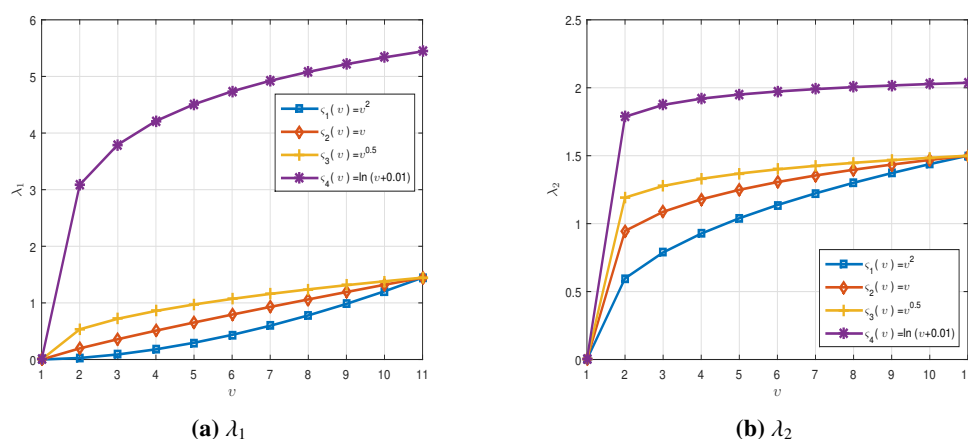 6
5
4
3
2
1
0
λ₁
1 2 3 4 5 6 7 8 9 10 11
υ
ς₁(υ)=υ²
ς₂(υ)=υ
ς₃(υ)=υ^0.5
ς₄(υ)=ln(υ+0.01)
(a) λ₁
2.5
2
1.5
1
0.5
0
λ₂
1 2 3 4 5 6 7 8 9 10 1
υ
ς₁(υ)=υ²
ς₂(υ)=υ
ς₃(υ)=υ^0.5
ς₄(υ)=ln(υ+0.01)
(b) λ₂